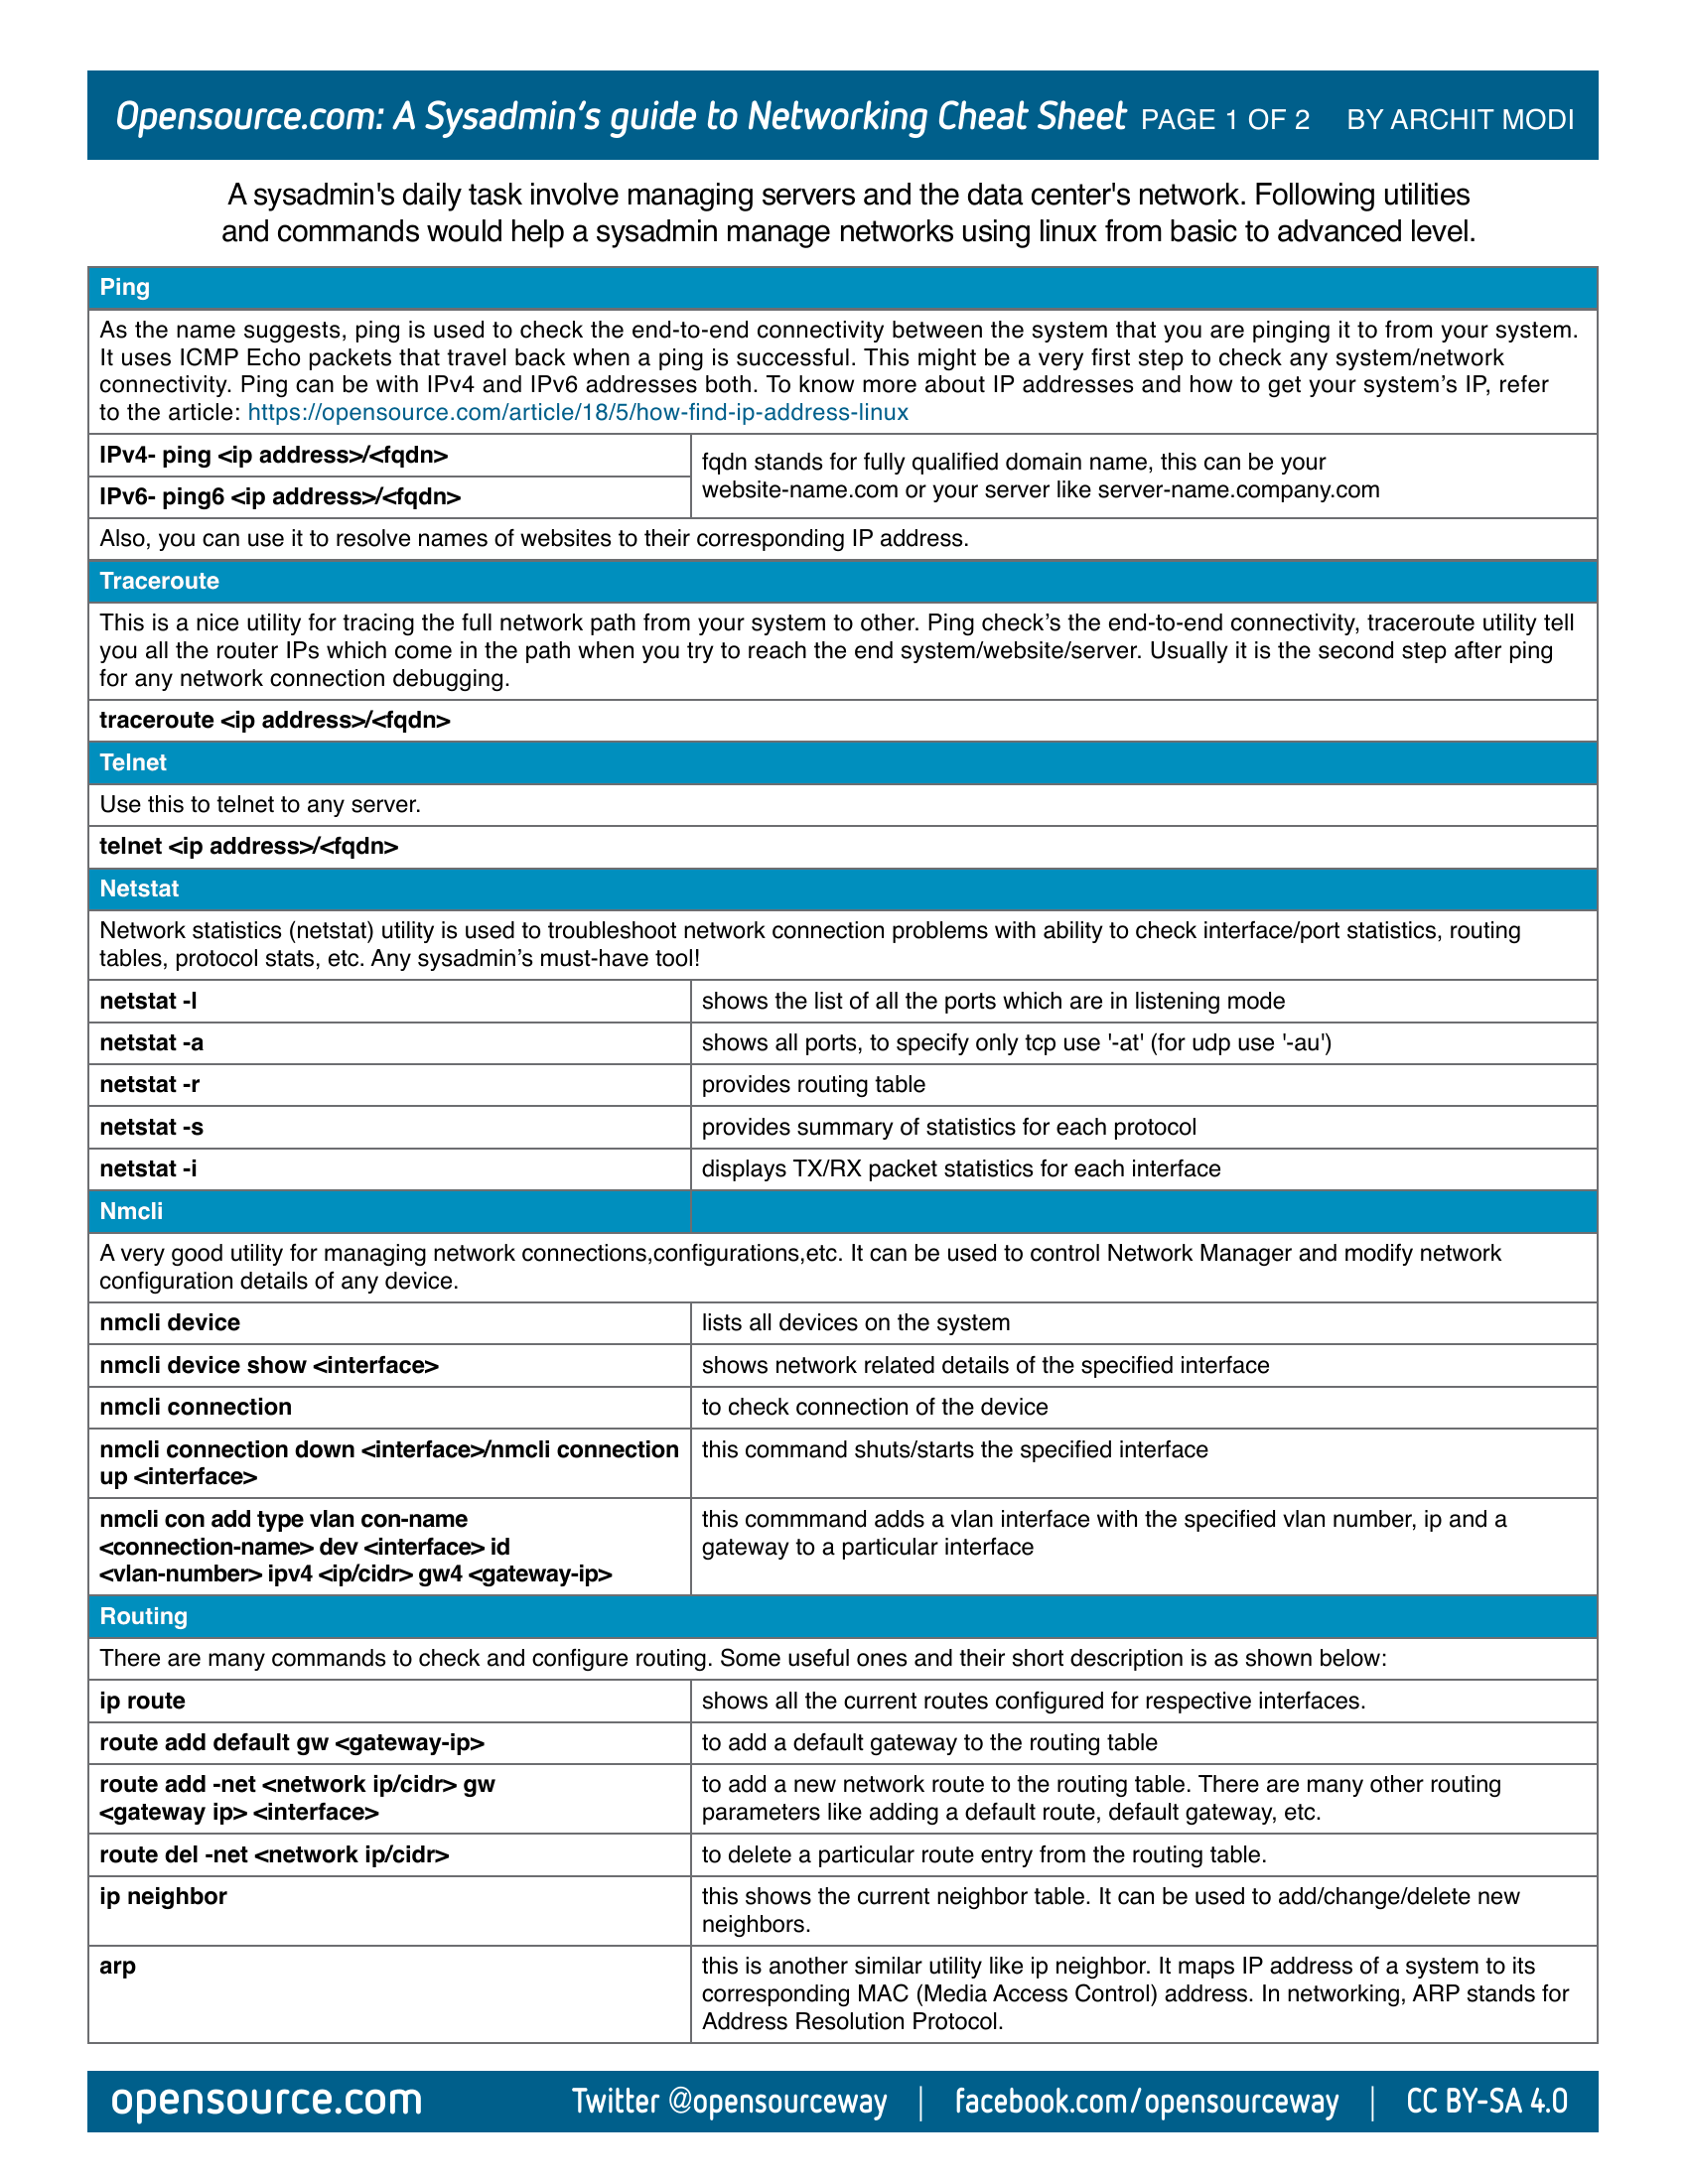 Opensource.com: A Sysadmin's guide to Networking Cheat Sheet PAGE 1 OF 2 BY ARCHIT MODI
A sysadmin's daily task involve managing servers and the data center's network. Following utilities
and commands would help a sysadmin manage networks using linux from basic to advanced level.
Ping
As the name suggests, ping is used to check the end-to-end connectivity between the system that you are pinging it to from your system.
It uses ICMP Echo packets that travel back when a ping is successful. This might be a very first step to check any system/network
connectivity. Ping can be with IPv4 and IPv6 addresses both. To know more about IP addresses and how to get your system's IP, refer
to the article: https://opensource.com/article/18/5/how-find-ip-address-linux
IPv4- ping <ip address>/<fqdn>
IPv6- ping6 <ip address>/<fqdn>
fqdn stands for fully qualified domain name, this can be your
website-name.com or your server like server-name.company.com
Also, you can use it to resolve names of websites to their corresponding IP address.
Traceroute
This is a nice utility for tracing the full network path from your system to other. Ping check's the end-to-end connectivity, traceroute utility tell
you all the router IPs which come in the path when you try to reach the end system/website/server. Usually it is the second step after ping
for any network connection debugging.
traceroute <ip address>/<fqdn>
Telnet
Use this to telnet to any server.
telnet <ip address>/<fqdn>
Netstat
Network statistics (netstat) utility is used to troubleshoot network connection problems with ability to check interface/port statistics, routing
tables, protocol stats, etc. Any sysadmin's must-have tool!
netstat -l
shows the list of all the ports which are in listening mode
netstat -a
shows all ports, to specify only tcp use '-at' (for udp use '-au')
netstat -r
provides routing table
netstat -s
provides summary of statistics for each protocol
netstat -i
displays TX/RX packet statistics for each interface
Nmcli
A very good utility for managing network connections,configurations,etc. It can be used to control Network Manager and modify network
configuration details of any device.
nmcli device
lists all devices on the system
nmcli device show <interface>
shows network related details of the specified interface
nmcli connection
to check connection of the device
nmcli connection down <interface>/nmcli connection
up <interface>
this command shuts/starts the specified interface
nmcli con add type vlan con-name
<connection-name> dev <interface> id
<vlan-number> ipv4 <ip/cidr> gw4 <gateway-ip>
this commmand adds a vlan interface with the specified vlan number, ip and a
gateway to a particular interface
Routing
There are many commands to check and configure routing. Some useful ones and their short description is as shown below:
ip route
shows all the current routes configured for respective interfaces.
route add default gw <gateway-ip>
to add a default gateway to the routing table
route add -net <network ip/cidr> gw
<gateway ip> <interface>
to add a new network route to the routing table. There are many other routing
parameters like adding a default route, default gateway, etc.
route del -net <network ip/cidr>
to delete a particular route entry from the routing table.
ip neighbor
this shows the current neighbor table. It can be used to add/change/delete new
neighbors.
arp
this is another similar utility like ip neighbor. It maps IP address of a system to its
corresponding MAC (Media Access Control) address. In networking, ARP stands for
Address Resolution Protocol.
opensource.com Twitter @opensourceway | facebook.com/opensourceway | CC BY-SA 4.0